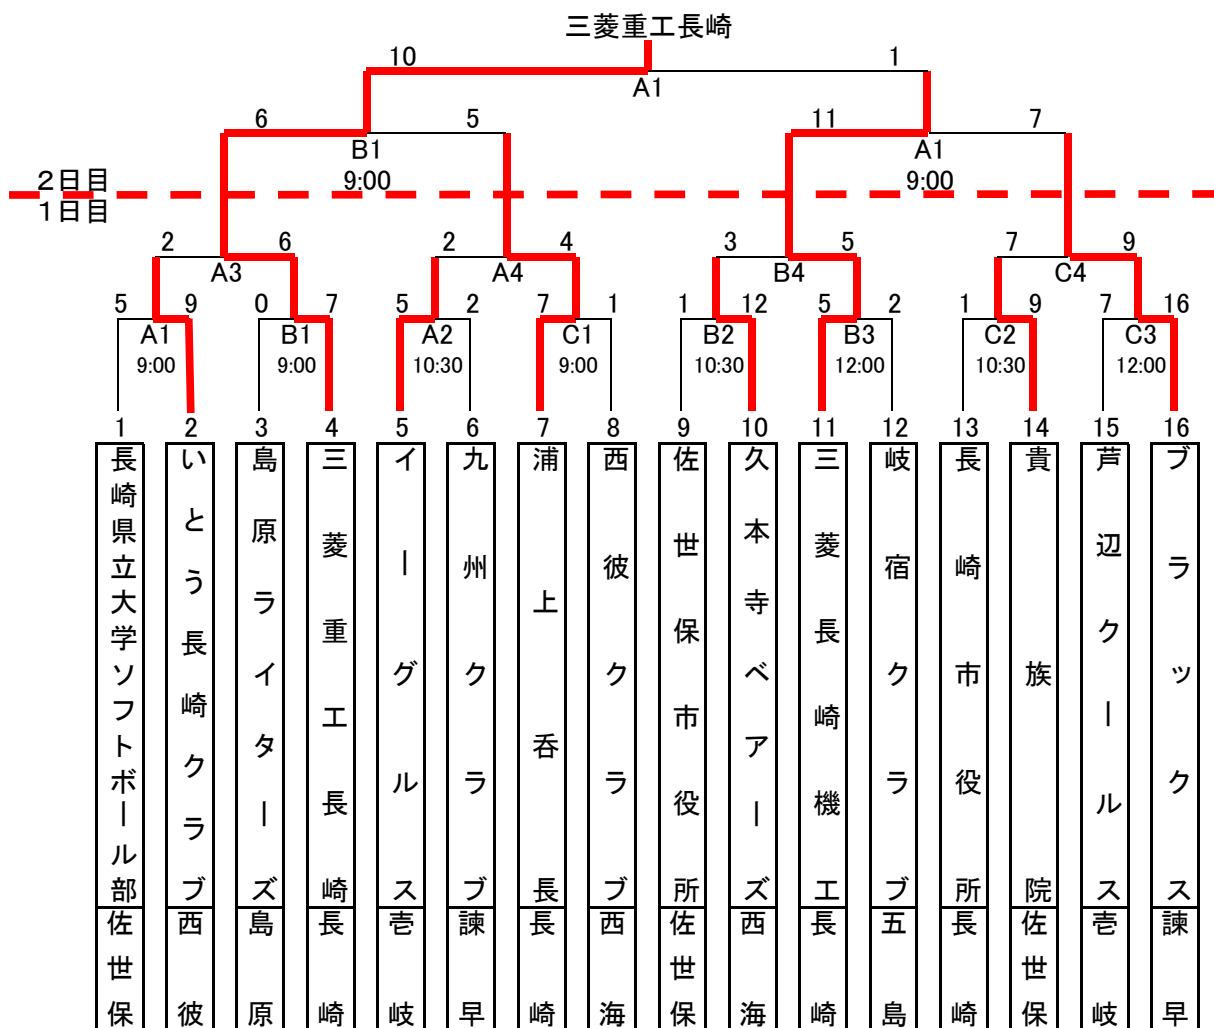 三菱重工長崎
10 1
A1
6 5 11 7
B1 A1
2日目 9:00 9:00
1日目
2 6 2 4 3 5 7 9
A3 A4 B4 C4
5 9 0 7 5 2 7 1 1 12 5 2 1 9 7 16
A1 B1 A2 C1 B2 B3 C2 C3
9:00 9:00 10:30 9:00 10:30 12:00 10:30 12:00
1 2 3 4 5 6 7 8 9 10 11 12 13 14 15 16
長崎県立大学ソフトボール部
いとう長崎クラブ
島原ライターズ
三菱重工長崎
イーグルス
九州クラブ
浦上呑長
西彼クラブ
佐世保市役所
久本寺ベアーズ
三菱長崎機工
岐宿クラブ
長崎市役所
貴族院
芦辺クールス
ブラックス
佐世保
西彼
島原
長崎
壱岐
諫早
長崎
西海
佐世保
西海
長崎
五島
長崎
佐世保
壱岐
諫早